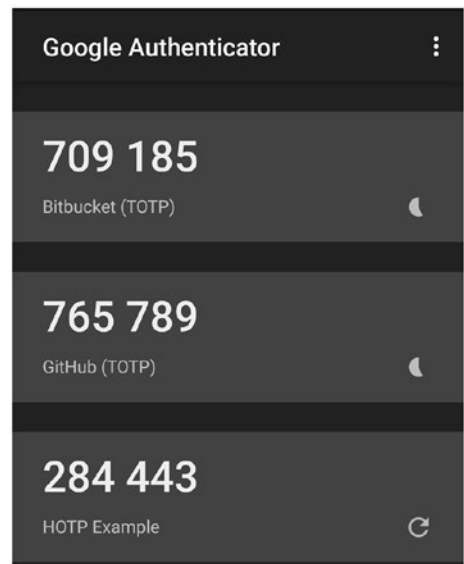 Google Authenticator
709 185
Bitbucket (TOTP)
765 789
GitHub (TOTP)
284 443
HOTP Example